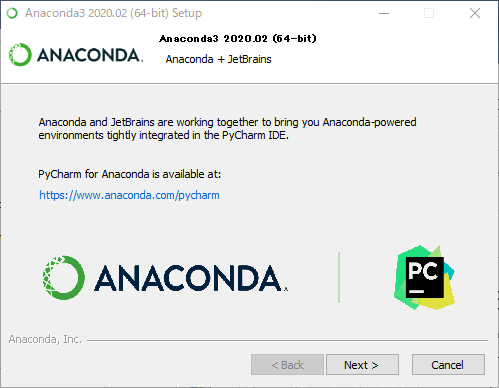 Anaconda3 2020.02 (64-bit) Setup
ANACONDA.
Anaconda3 2020.02 (64-bit)
Anaconda + JetBrains
Anaconda and JetBrains are working together to bring you Anaconda-powered
environments tightly integrated in the PyCharm IDE.
PyCharm for Anaconda is available at:
https://www.anaconda.com/pycharm
ANACONDA.
PC
Anaconda, Inc.
< Back
Next >
Cancel